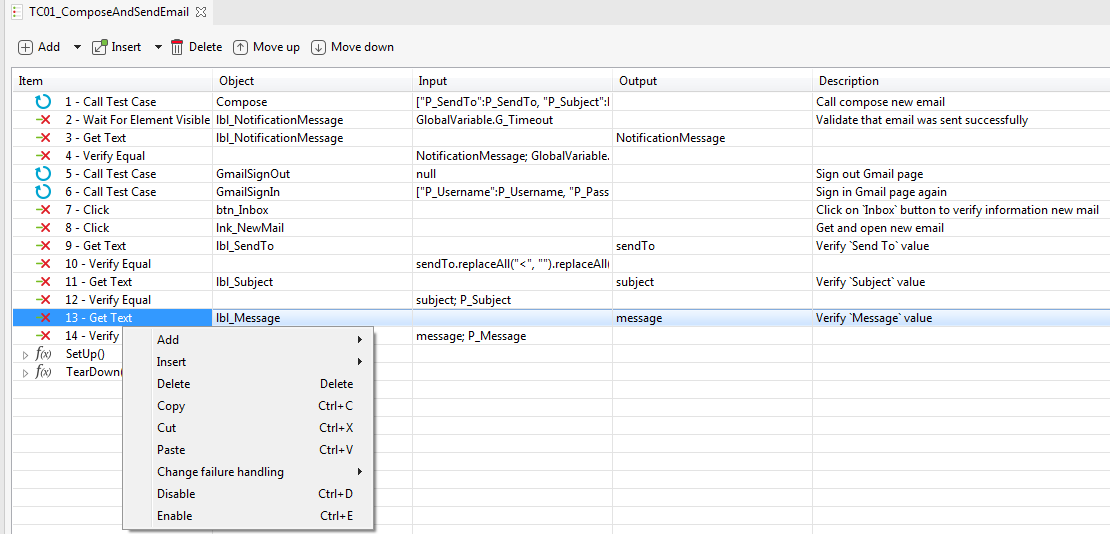 TC01_ComposeAndSendEmail
Add Insert Delete Move up Move down
Item Object Input Output Description
1 - Call Test Case Compose ["P_SendTo":P_SendTo, "P_Subject": Call compose new email
2 - Wait For Element Visible lbl_NotificationMessage GlobalVariable.G_Timeout Validate that email was sent successfully
3 - Get Text lbl_NotificationMessage NotificationMessage
4 - Verify Equal NotificationMessage; GlobalVariable.
5 - Call Test Case GmailSignOut null Sign out Gmail page
6 - Call Test Case GmailSignIn ["P_Username":P_Username, "P_Pass Sign in Gmail page again
7 - Click btn_Inbox Click on `Inbox` button to verify information new mail
8 - Click lnk_NewMail Get and open new email
9 - Get Text lbl_SendTo sendTo Verify `Send To` value
10 - Verify Equal sendTo.replaceAll("<", "").replaceAll(
11 - Get Text lbl_Subject subject Verify `Subject` value
12 - Verify Equal subject; P_Subject
13 - Get Text lbl_Message message Verify `Message` value
14 - Verify message; P_Message
f(x) SetUp()
f(x) TearDown(
Add
Insert
Delete Delete
Copy Ctrl+C
Cut Ctrl+X
Paste Ctrl+V
Change failure handling
Disable Ctrl+D
Enable Ctrl+E